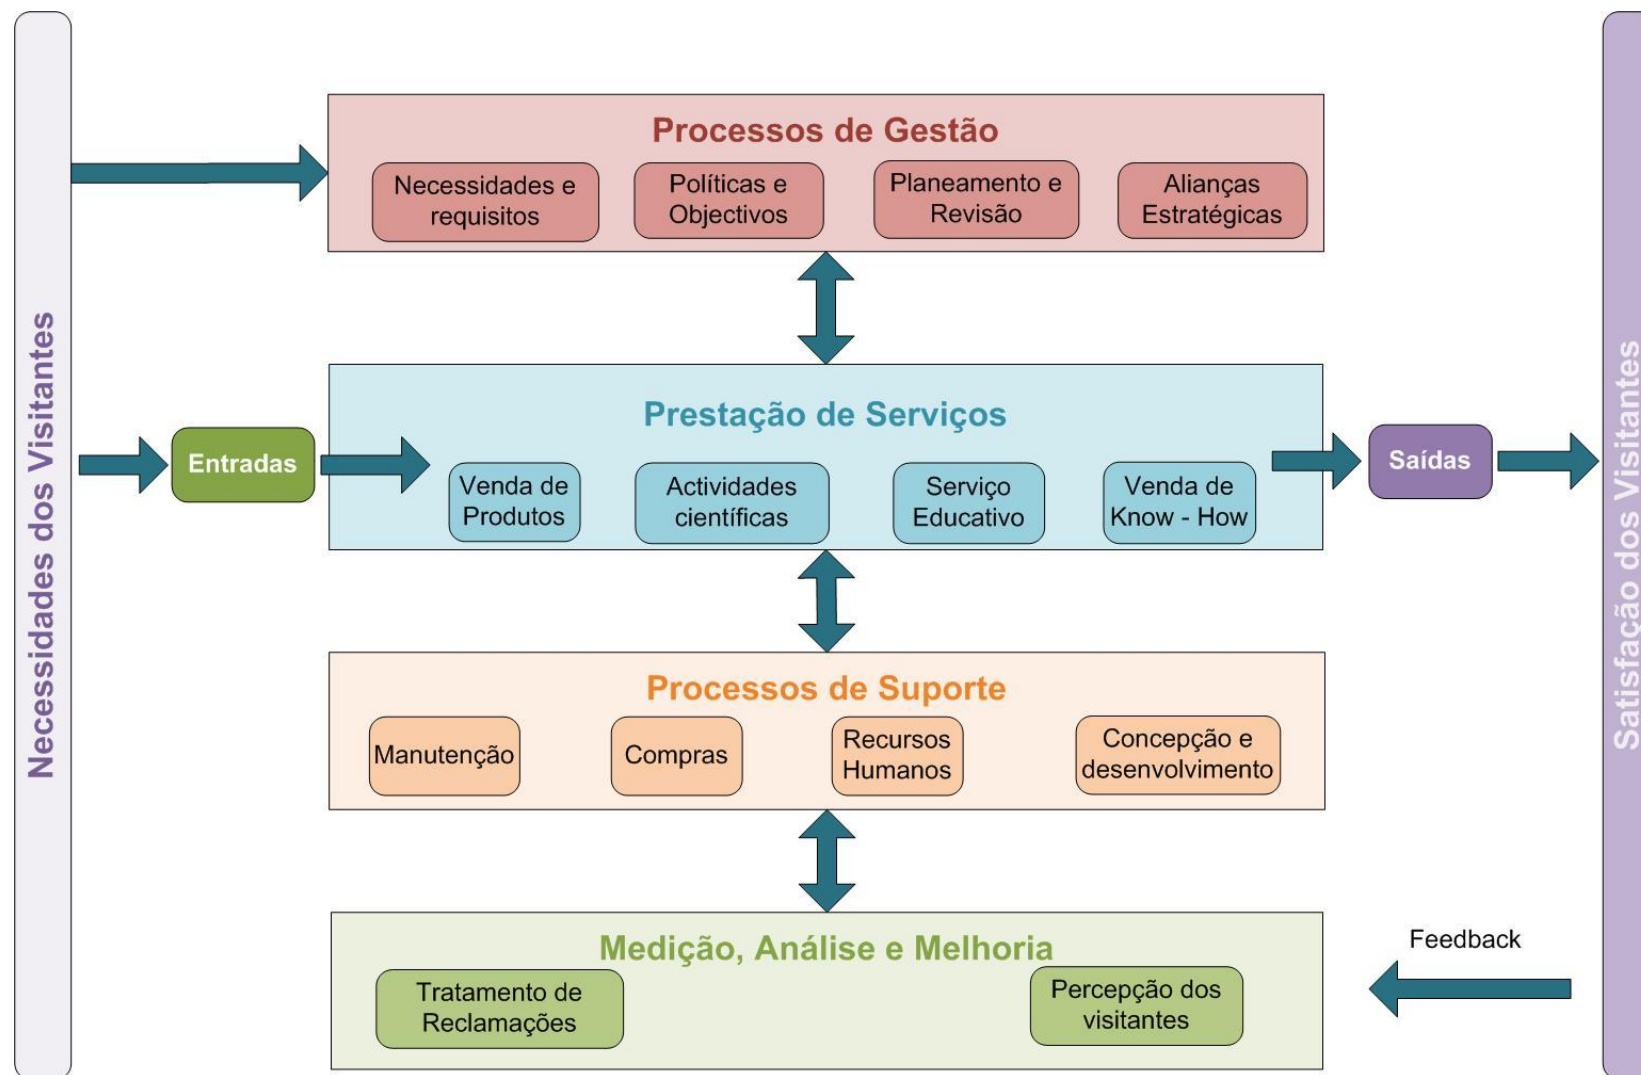 Necessidades dos Visitantes
Processos de Gestão
Necessidades e
requisitos
Políticas e
Objectivos
Planeamento e
Revisão
Alianças
Estratégicas
Entradas
Prestação de Serviços
Venda de
Produtos
Actividades
científicas
Serviço
Educativo
Venda de
Know - How
Saídas
Processos de Suporte
Manutenção
Compras
Recursos
Humanos
Concepção e
desenvolvimento
Medição, Análise e Melhoria
Tratamento de
Reclamações
Percepção dos
visitantes
Feedback
Satisfação dos Visitantes